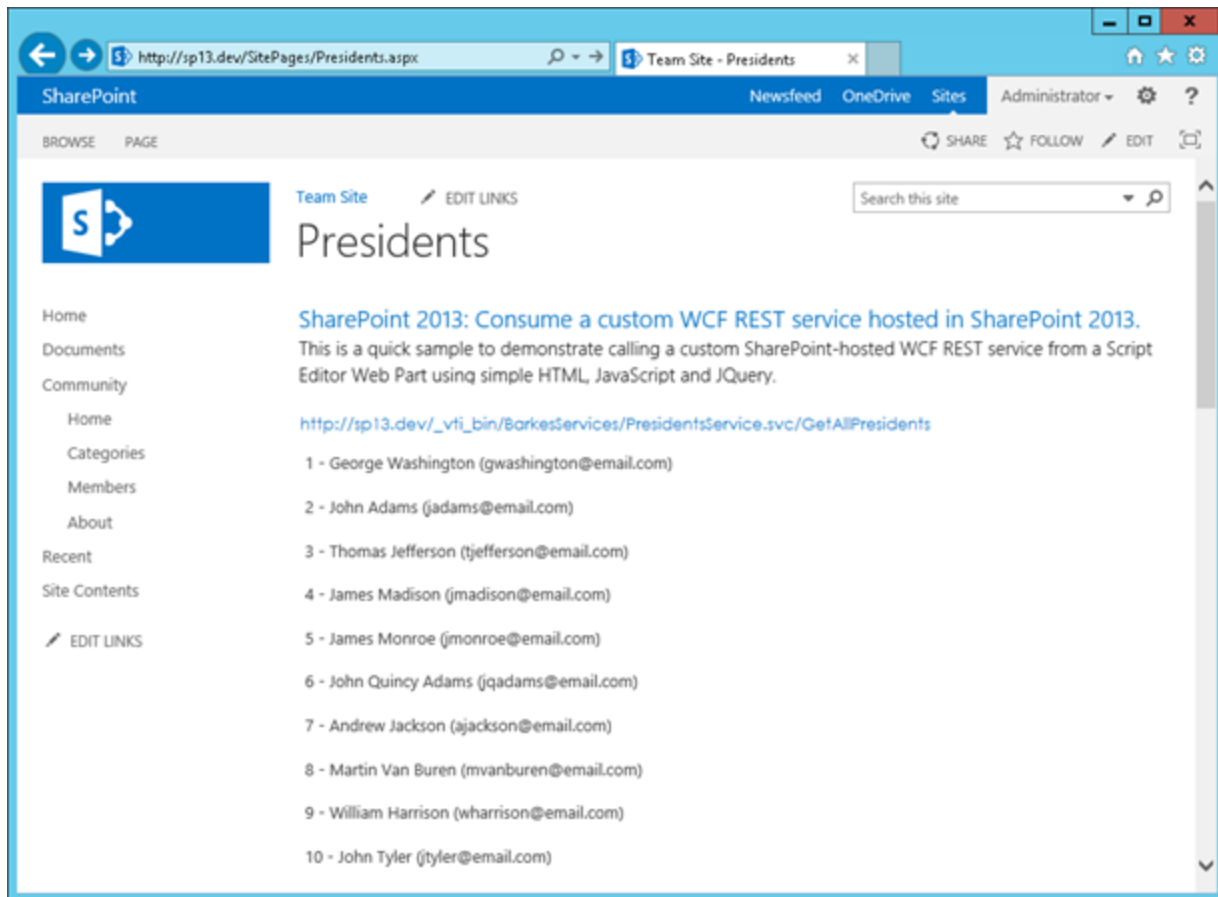 http://sp13.dev/SitePages/Presidents.aspx
Team Site - Presidents
SharePoint
Newsfeed OneDrive Sites Administrator ?
BROWSE PAGE
SHARE FOLLOW EDIT
S
Team Site EDIT LINKS
Search this site
Presidents
Home
Documents
Community
Home
Categories
Members
About
Recent
Site Contents
EDIT LINKS
SharePoint 2013: Consume a custom WCF REST service hosted in SharePoint 2013.
This is a quick sample to demonstrate calling a custom SharePoint-hosted WCF REST service from a Script
Editor Web Part using simple HTML, JavaScript and JQuery.
http://sp13.dev/_vti_bin/BarkesServices/PresidentsService.svc/GetAllPresidents
1 - George Washington (gwashington@email.com)
2 - John Adams (jadams@email.com)
3 - Thomas Jefferson (tjefferson@email.com)
4 - James Madison (jmadison@email.com)
5 - James Monroe (jmonroe@email.com)
6 - John Quincy Adams (jqadams@email.com)
7 - Andrew Jackson (ajackson@email.com)
8 - Martin Van Buren (mvanburen@email.com)
9 - William Harrison (wharrison@email.com)
10 - John Tyler (jtyler@email.com)